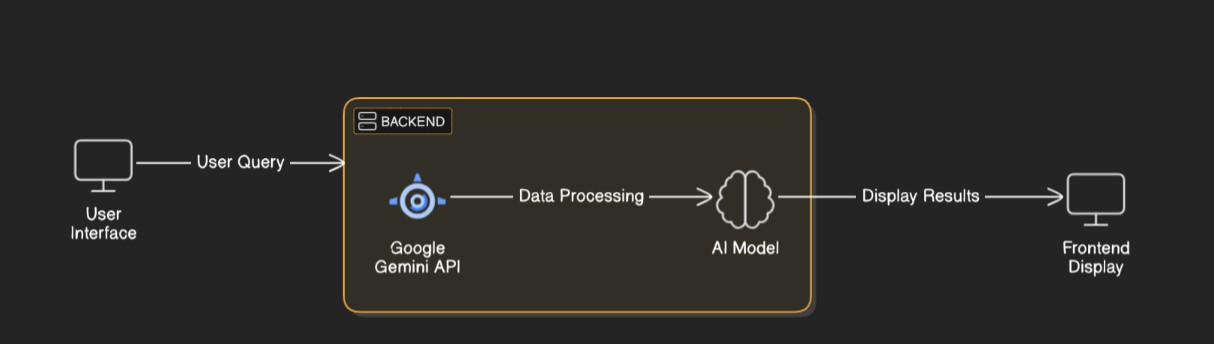 BACKEND
User Query
User
Interface
Data Processing
Google
Gemini API
AI Model
Display Results
Frontend
Display